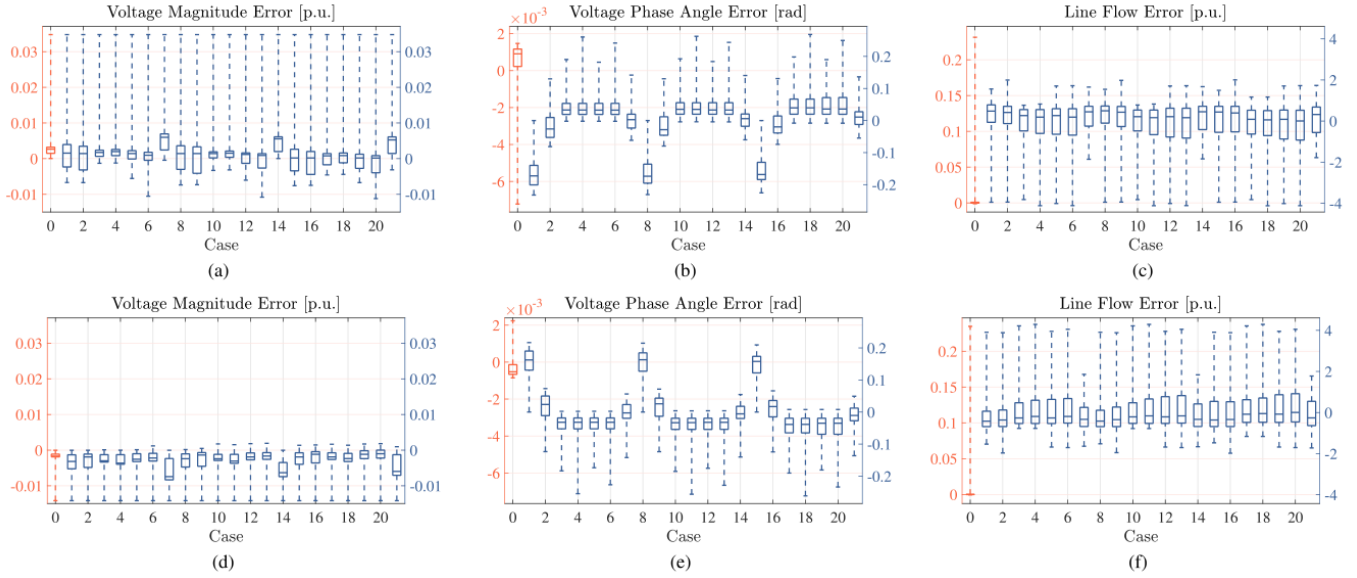 Voltage Magnitude Error [p.u.]
0.03
0.02
0.01
0
-0.01
0.03
0.02
0.01
0
-0.01
0 2 4 6 8 10 12 14 16 18 20
Case
(a)
Voltage Phase Angle Error [rad]
×10⁻³
2
0
-2
-4
-6
0.2
0.1
0
-0.1
-0.2
0 2 4 6 8 10 12 14 16 18 20
Case
(b)
Line Flow Error [p.u.]
0.2
0.15
0.1
0.05
0
4
2
0
-2
-4
0 2 4 6 8 10 12 14 16 18 20
Case
(c)
Voltage Magnitude Error [p.u.]
0.03
0.02
0.01
0
-0.01
0.03
0.02
0.01
0
-0.01
0 2 4 6 8 10 12 14 16 18 20
Case
(d)
Voltage Phase Angle Error [rad]
×10⁻³
2
0
-2
-4
-6
0.2
0.1
0
-0.1
-0.2
0 2 4 6 8 10 12 14 16 18 20
Case
(e)
Line Flow Error [p.u.]
0.2
0.15
0.1
0.05
0
4
2
0
-2
-4
0 2 4 6 8 10 12 14 16 18 20
Case
(f)